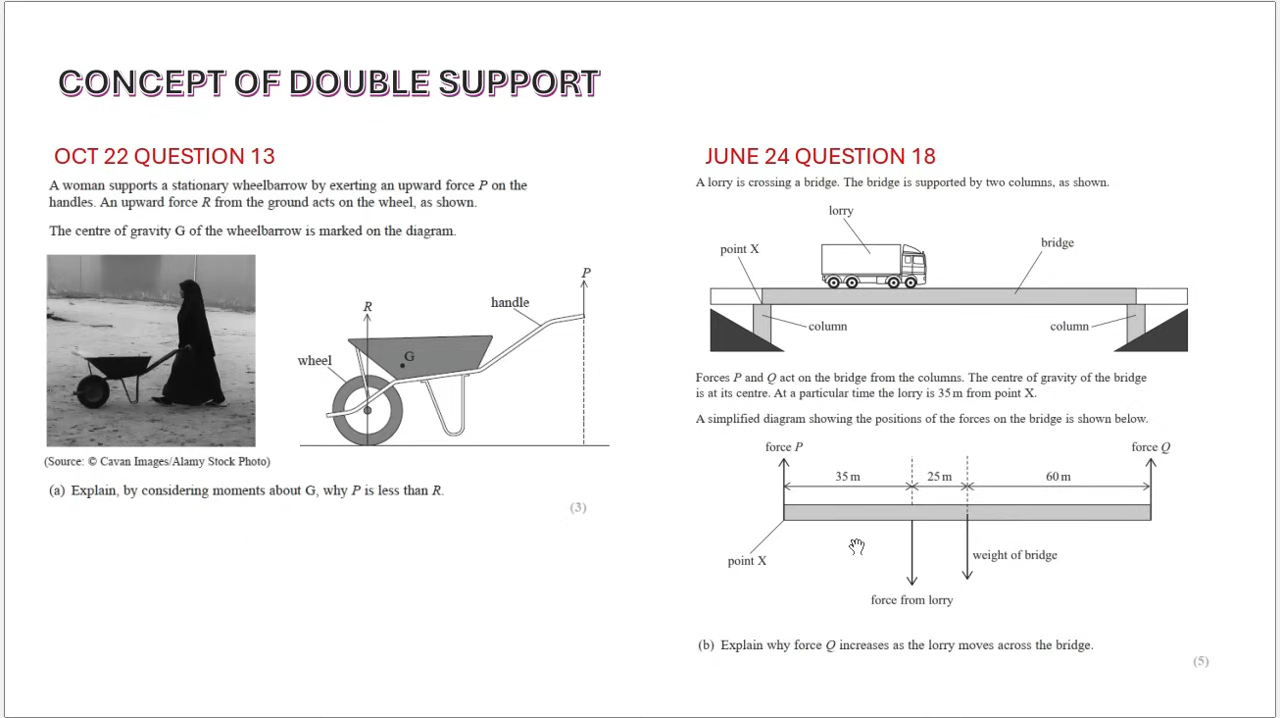 CONCEPT OF DOUBLE SUPPORT
OCT 22 QUESTION 13
A woman supports a stationary wheelbarrow by exerting an upward force P on the
handles. An upward force R from the ground acts on the wheel, as shown.
The centre of gravity G of the wheelbarrow is marked on the diagram.
P
R
handle
G
wheel
(Source: © Cavan Images/Alamy Stock Photo)
(a) Explain, by considering moments about G, why P is less than R.
(3)
JUNE 24 QUESTION 18
A lorry is crossing a bridge. The bridge is supported by two columns, as shown.
lorry
point X
bridge
column
column
Forces P and Q act on the bridge from the columns. The centre of gravity of the bridge
is at its centre. At a particular time the lorry is 35 m from point X.
A simplified diagram showing the positions of the forces on the bridge is shown below.
force P
force Q
35 m
25 m
60 m
point X
weight of bridge
force from lorry
(b) Explain why force Q increases as the lorry moves across the bridge.
(5)